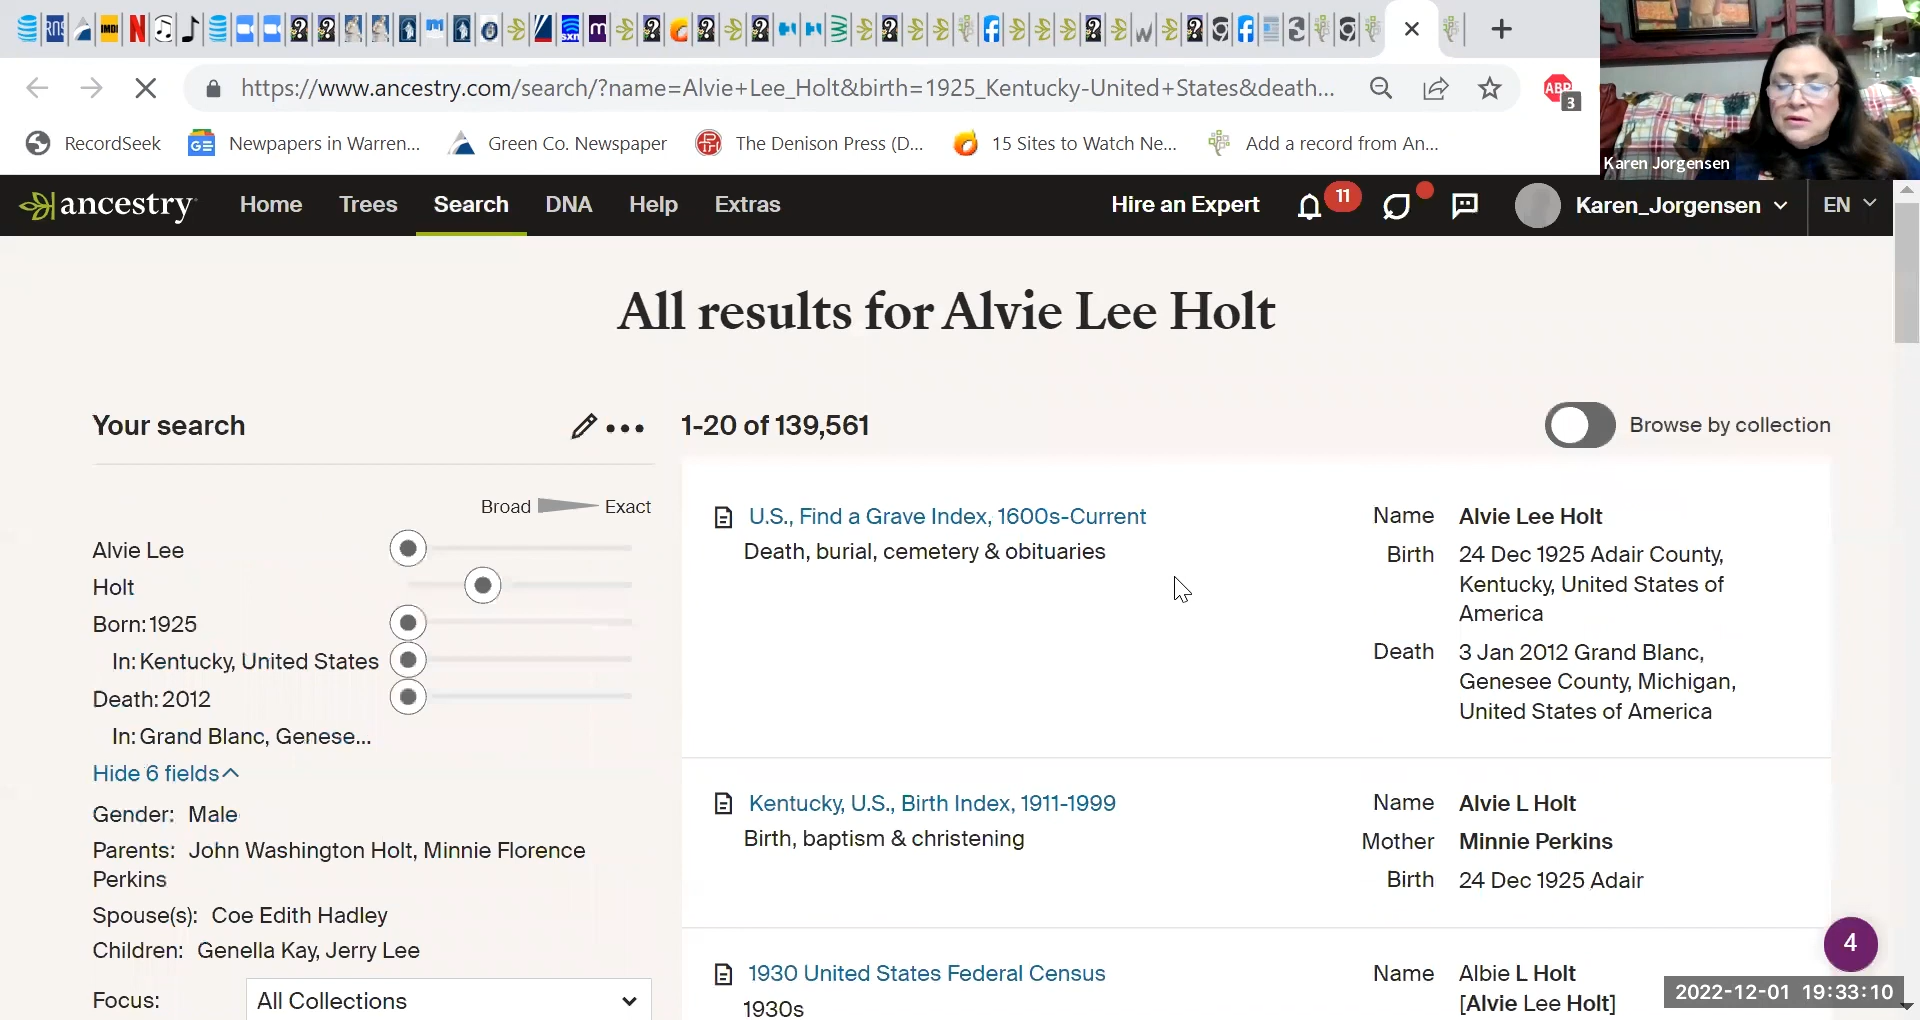 https://www.ancestry.com/search/?name=Alvie+Lee_Holt&birth=1925_Kentucky-United+States&death...
ABP
3
RecordSeek
GE
Newpapers in Warren...
Green Co. Newspaper
The Denison Press (D...
15 Sites to Watch Ne...
Add a record from An...
Karen Jorgensen
ancestry
Home
Trees
Search
DNA
Help
Extras
Hire an Expert
11
Karen_Jorgensen
EN
All results for Alvie Lee Holt
Your search
1-20 of 139,561
Browse by collection
Broad
Exact
Alvie Lee
Holt
Born: 1925
In: Kentucky, United States
Death: 2012
In: Grand Blanc, Genese...
Hide 6 fields
Gender: Male
Parents: John Washington Holt, Minnie Florence
Perkins
Spouse(s): Coe Edith Hadley
Children: Genella Kay, Jerry Lee
Focus: All Collections
U.S., Find a Grave Index, 1600s-Current
Death, burial, cemetery & obituaries
Name Alvie Lee Holt
Birth 24 Dec 1925 Adair County,
Kentucky, United States of
America
Death 3 Jan 2012 Grand Blanc,
Genesee County, Michigan,
United States of America
Kentucky, U.S., Birth Index, 1911-1999
Birth, baptism & christening
Name Alvie L Holt
Mother Minnie Perkins
Birth 24 Dec 1925 Adair
1930 United States Federal Census
1930s
Name Albie L Holt
[Alvie Lee Holt]
4
2022-12-01 19:33:10